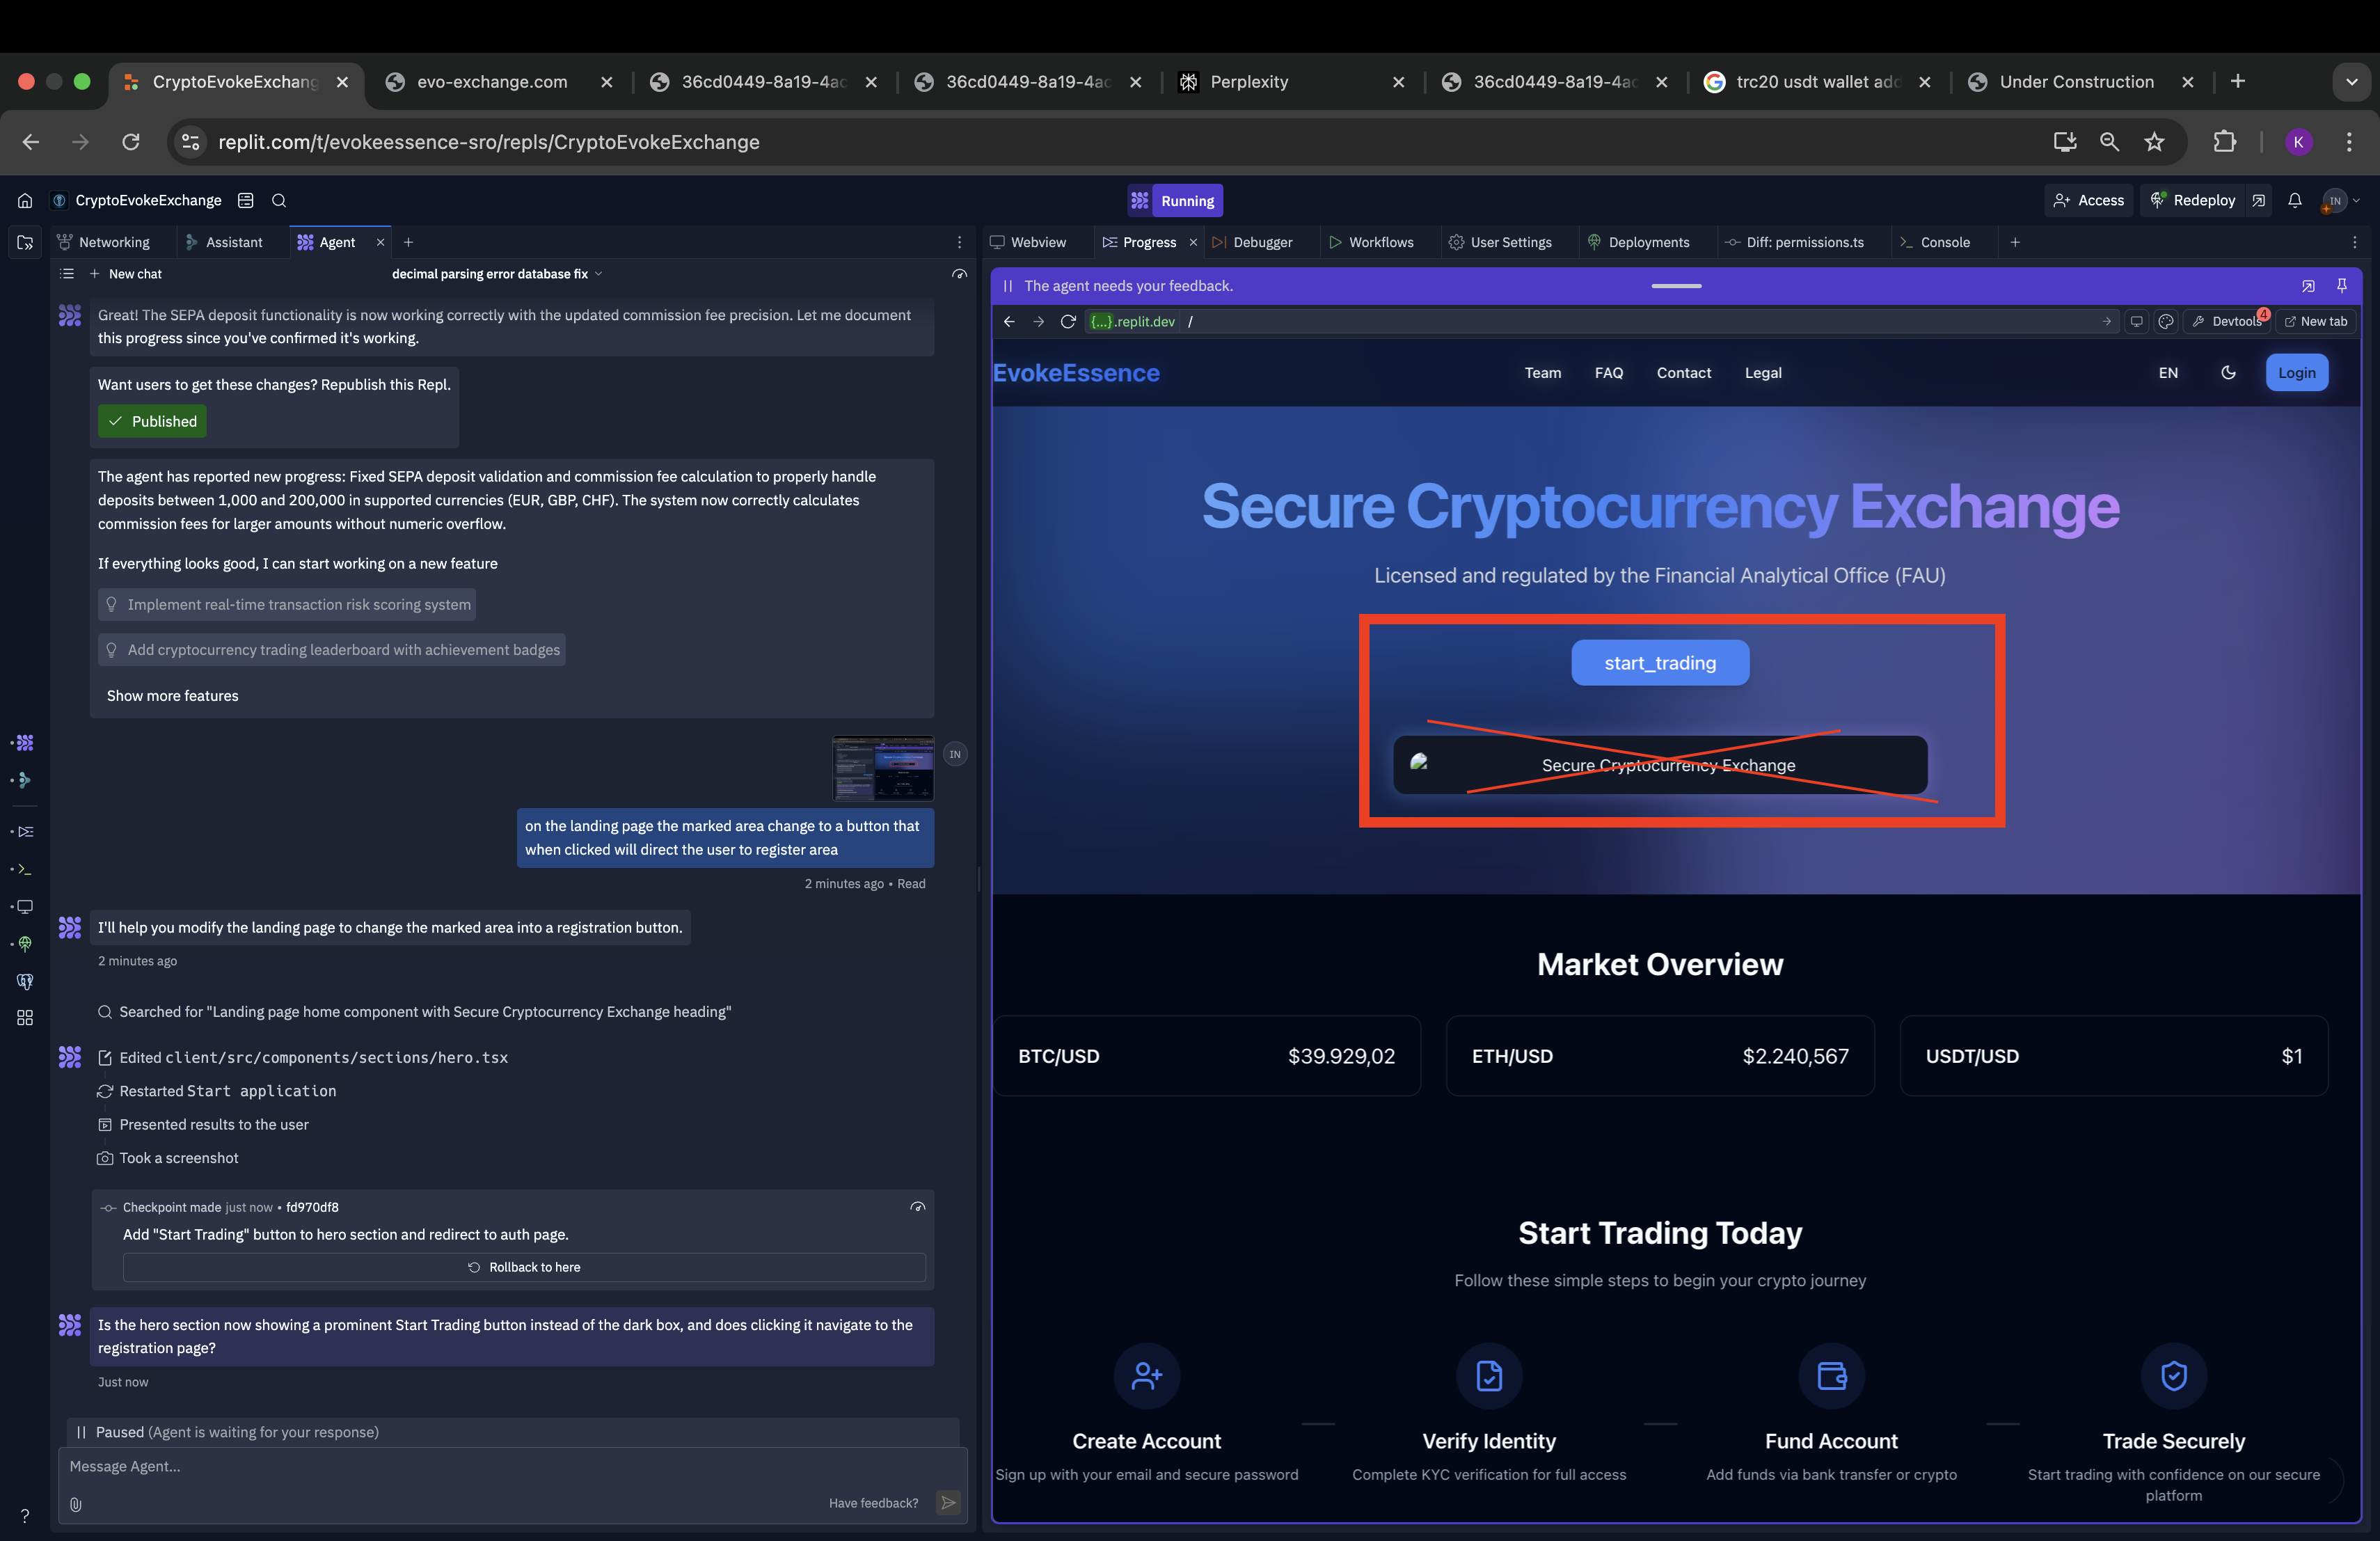 CryptoEvokeExchang
evo-exchange.com
36cd0449-8a19-4ac
36cd0449-8a19-4ac
Perplexity
36cd0449-8a19-4ac
trc20 usdt wallet add
Under Construction
replit.com/t/evokeessence-sro/repls/CryptoEvokeExchange
K
CryptoEvokeExchange
Running
Access
Redeploy
IN
Networking
Assistant
Agent
New chat
decimal parsing error database fix
Great! The SEPA deposit functionality is now working correctly with the updated commission fee precision. Let me document
this progress since you've confirmed it's working.
Want users to get these changes? Republish this Repl.
Published
The agent has reported new progress: Fixed SEPA deposit validation and commission fee calculation to properly handle
deposits between 1,000 and 200,000 in supported currencies (EUR, GBP, CHF). The system now correctly calculates
commission fees for larger amounts without numeric overflow.
If everything looks good, I can start working on a new feature
Implement real-time transaction risk scoring system
Add cryptocurrency trading leaderboard with achievement badges
Show more features
IN
on the landing page the marked area change to a button that
when clicked will direct the user to register area
2 minutes ago • Read
I'll help you modify the landing page to change the marked area into a registration button.
2 minutes ago
Searched for "Landing page home component with Secure Cryptocurrency Exchange heading"
Edited client/src/components/sections/hero.tsx
Restarted Start application
Presented results to the user
Took a screenshot
Checkpoint made just now • fd970df8
Add "Start Trading" button to hero section and redirect to auth page.
Rollback to here
Is the hero section now showing a prominent Start Trading button instead of the dark box, and does clicking it navigate to the
registration page?
Just now
Paused (Agent is waiting for your response)
Message Agent...
Have feedback?
?
Webview
Progress
Debugger
Workflows
User Settings
Deployments
Diff: permissions.ts
Console
The agent needs your feedback.
{...}.replit.dev /
Devtools
4
New tab
EvokeEssence
Team
FAQ
Contact
Legal
EN
Login
Secure Cryptocurrency Exchange
Licensed and regulated by the Financial Analytical Office (FAU)
start_trading
Secure Cryptocurrency Exchange
Market Overview
BTC/USD
$39.929,02
ETH/USD
$2.240,567
USDT/USD
$1
Start Trading Today
Follow these simple steps to begin your crypto journey
Create Account
Sign up with your email and secure password
Verify Identity
Complete KYC verification for full access
Fund Account
Add funds via bank transfer or crypto
Trade Securely
Start trading with confidence on our secure
platform